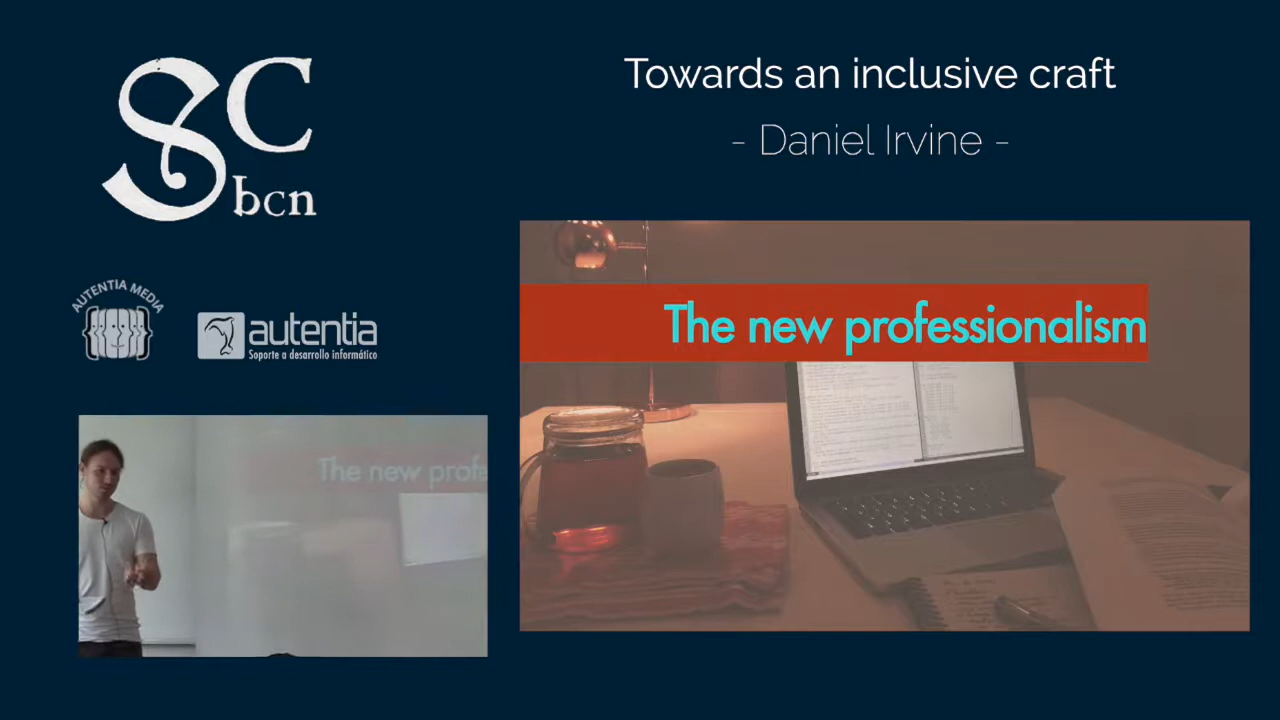 SC
bcn
Towards an inclusive craft
- Daniel Irvine -
AUTENTIA MEDIA
autentia
Soporte a desarrollo informático
The new professionalism
The new profe